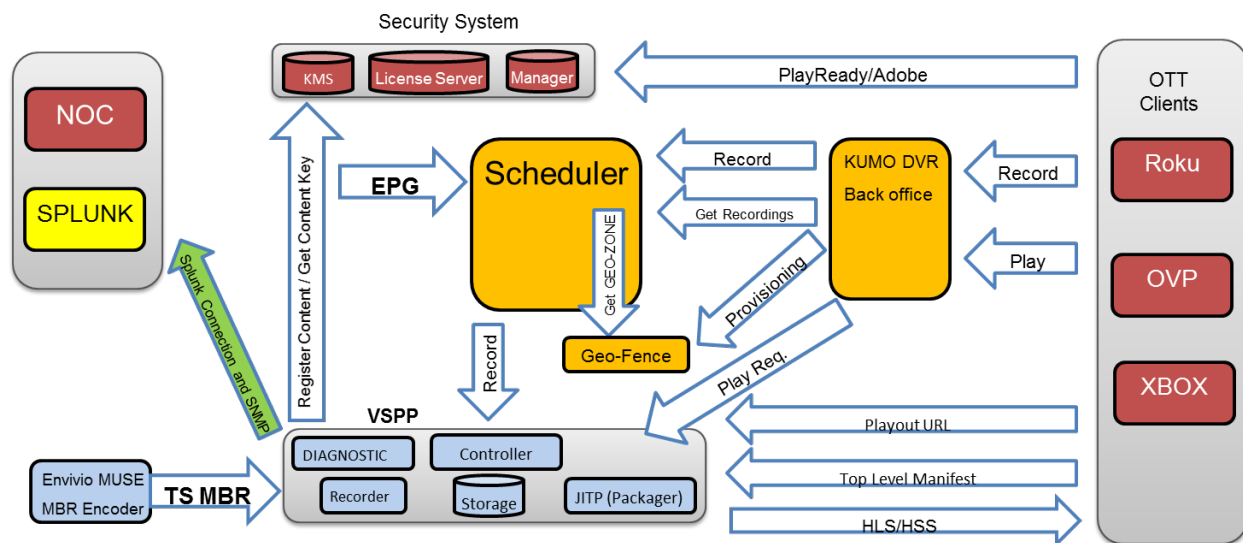 Security System
KMS
License Server
Manager
PlayReady/Adobe
OTT
Clients
NOC
SPLUNK
Roku
OVP
XBOX
EPG
Scheduler
Record
Get Recordings
KUMO DVR
Back office
Record
Play
Get GEO-ZONE
Provisioning
Geo-Fence
Play Req.
Register Content / Get Content Key
Splunk Connection and SNMP
Record
VSPP
DIAGNOSTIC
Controller
Recorder
Storage
JITP (Packager)
Envivio MUSE
MBR Encoder
TS MBR
Playout URL
Top Level Manifest
HLS/HSS